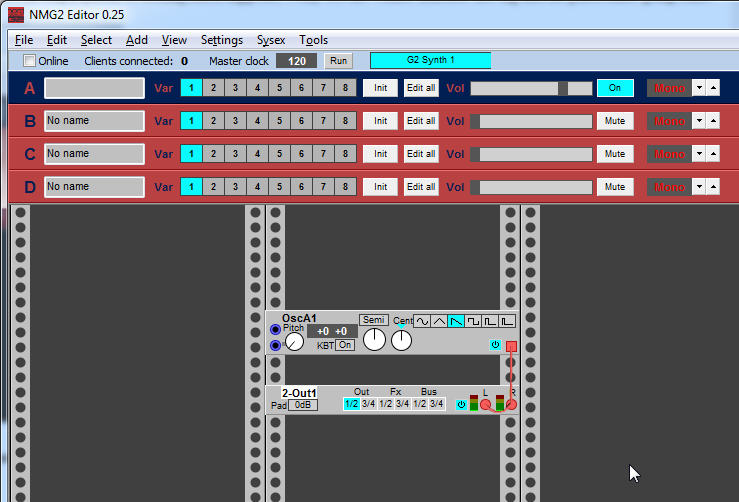 NMG2 Editor 0.25
File Edit Select Add View Settings Sysex Tools
Online Clients connected: 0 Master clock 120 Run G2 Synth 1
A Var 1 2 3 4 5 6 7 8 Init Edit all Vol On Mono
B No name Var 1 2 3 4 5 6 7 8 Init Edit all Vol Mute Mono
C No name Var 1 2 3 4 5 6 7 8 Init Edit all Vol Mute Mono
D No name Var 1 2 3 4 5 6 7 8 Init Edit all Vol Mute Mono
OscA1 Semi Cent
Pitch +0 +0
KBT On
2-Out1 Out Fx Bus L R
Pad 0dB 1/2 3/4 1/2 3/4 1/2 3/4